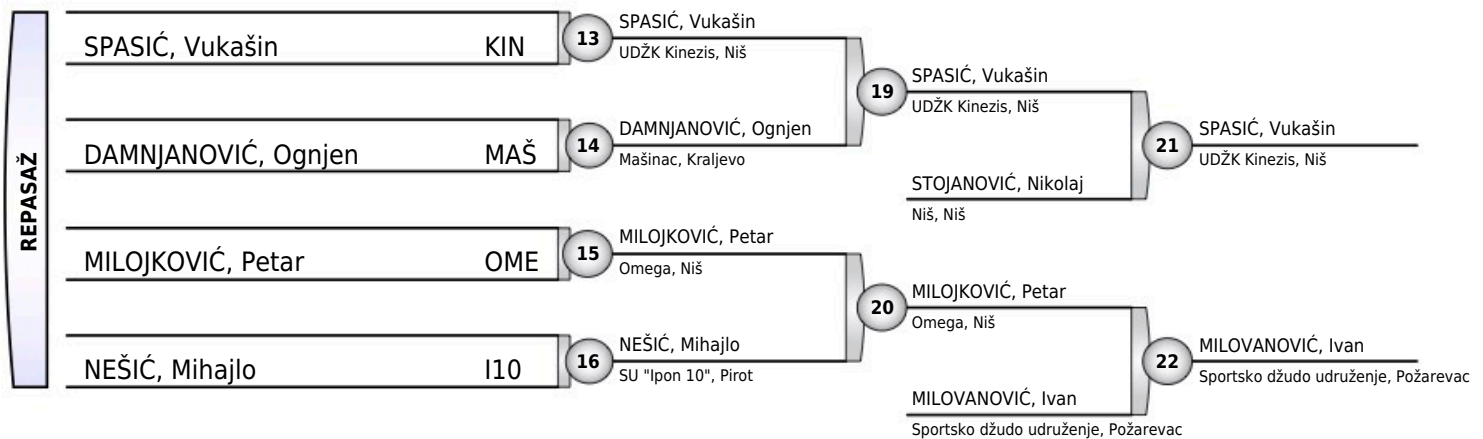 REPASAŽ
SPASIĆ, Vukašin KIN
DAMNJANOVIĆ, Ognjen MAŠ
MILOJKOVIĆ, Petar OME
NEŠIĆ, Mihajlo I10
13
SPASIĆ, Vukašin
UDŽK Kinezis, Niš
14
DAMNJANOVIĆ, Ognjen
Mašinac, Kraljevo
15
MILOJKOVIĆ, Petar
Omega, Niš
16
NEŠIĆ, Mihajlo
SU "Ipon 10", Pirot
19
SPASIĆ, Vukašin
UDŽK Kinezis, Niš
STOJANOVIĆ, Nikolaj
Niš, Niš
20
MILOJKOVIĆ, Petar
Omega, Niš
MILOVANOVIĆ, Ivan
Sportsko džudo udruženje, Požarevac
21
SPASIĆ, Vukašin
UDŽK Kinezis, Niš
22
MILOVANOVIĆ, Ivan
Sportsko džudo udruženje, Požarevac